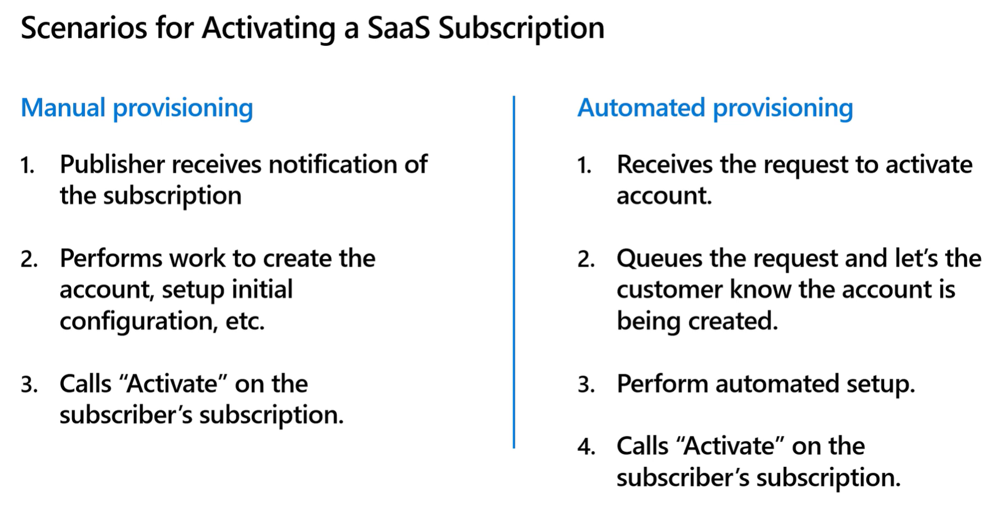 Scenarios for Activating a SaaS Subscription
Manual provisioning
1. Publisher receives notification of
the subscription
2. Performs work to create the
account, setup initial
configuration, etc.
3. Calls “Activate” on the
subscriber’s subscription.
Automated provisioning
1. Receives the request to activate
account.
2. Queues the request and let’s the
customer know the account is
being created.
3. Perform automated setup.
4. Calls “Activate” on the
subscriber’s subscription.